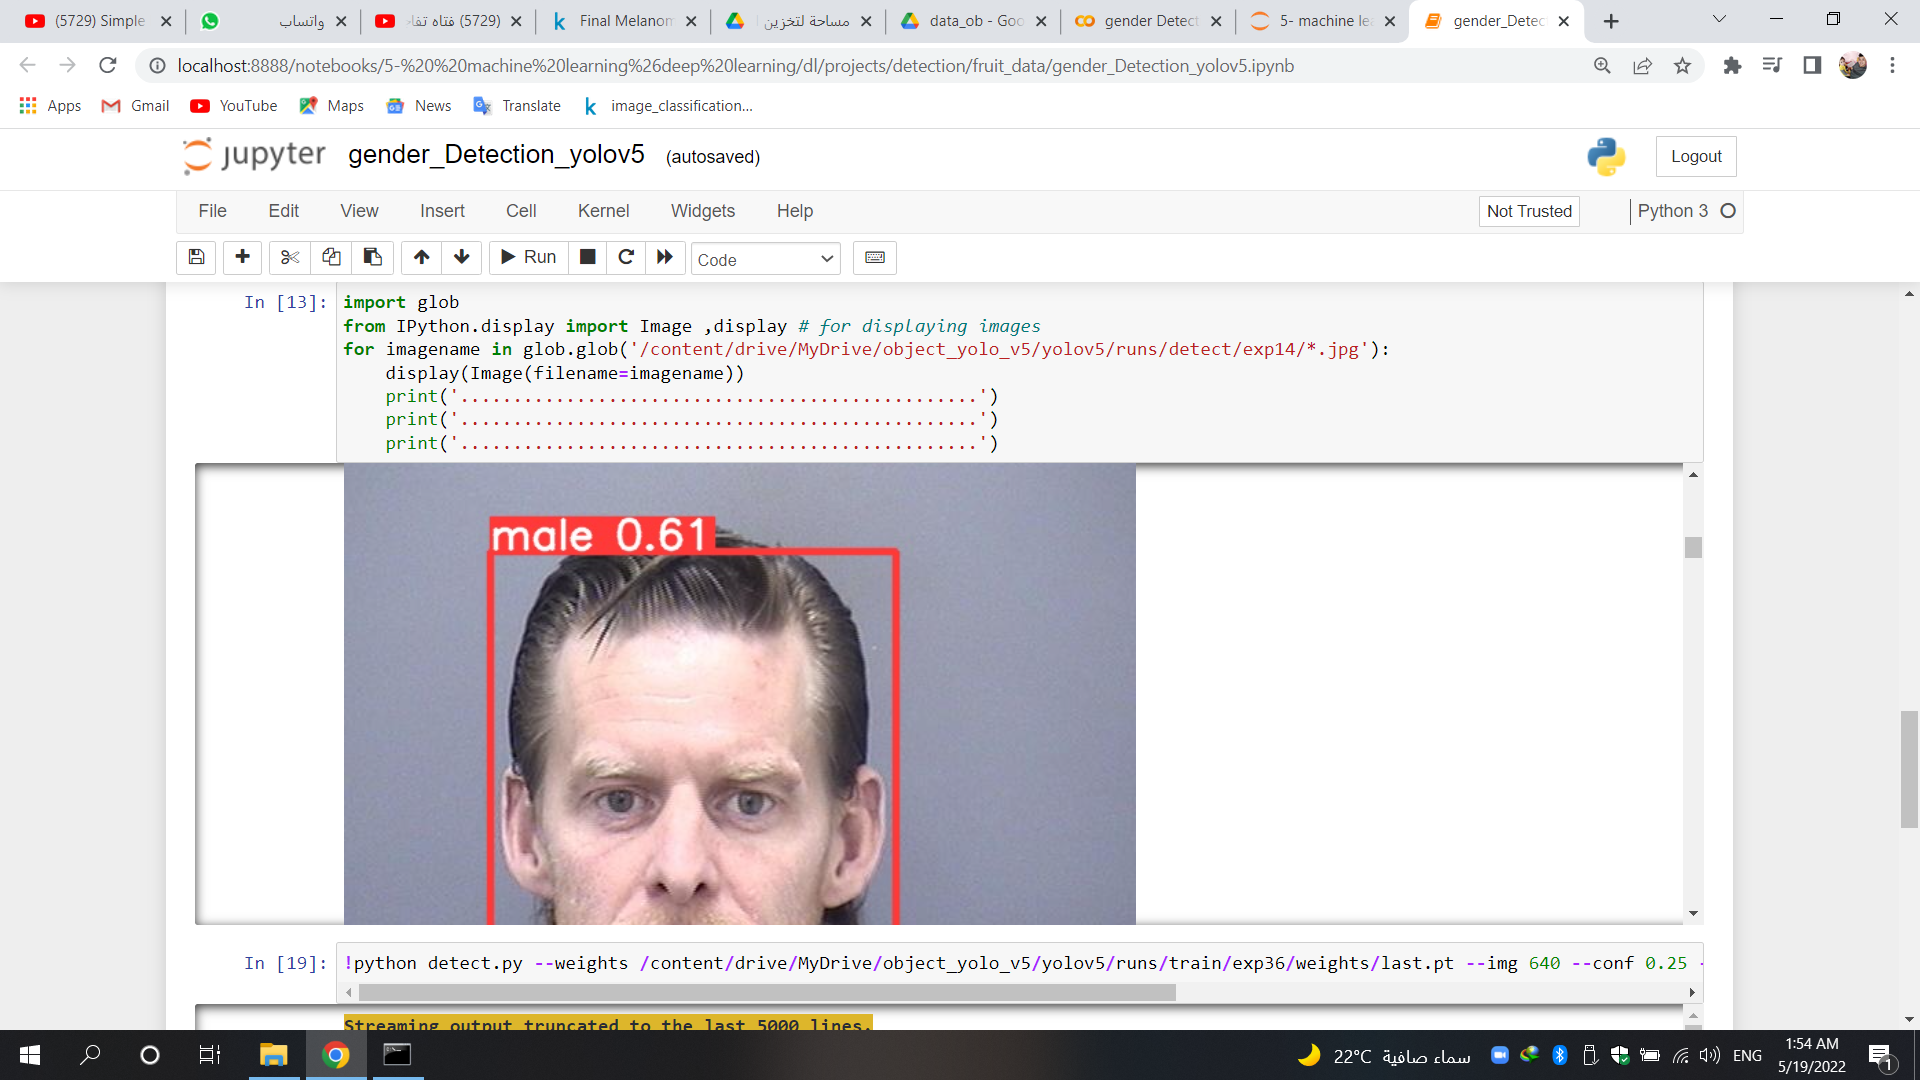 (5729) Simple
واتساب
(5729) فتاه تفا
Final Melanom
مساحة لتخزين
data_ob - Goo
gender Detect
5- machine le
gender_Detec
localhost:8888/notebooks/5-%20%20machine%20learning%26deep%20learning/dl/projects/detection/fruit_data/gender_Detection_yolov5.ipynb
Apps
Gmail
YouTube
Maps
News
Translate
image_classification...
jupyter gender_Detection_yolov5 (autosaved)
Logout
File Edit View Insert Cell Kernel Widgets Help
Not Trusted
Python 3
Run
Code
In [13]:
import glob
from IPython.display import Image ,display # for displaying images
for imagename in glob.glob('/content/drive/MyDrive/object_yolo_v5/yolov5/runs/detect/exp14/*.jpg'):
    display(Image(filename=imagename))
    print('.................................................')
    print('.................................................')
    print('.................................................')
male 0.61
In [19]:
!python detect.py --weights /content/drive/MyDrive/object_yolo_v5/yolov5/runs/train/exp36/weights/last.pt --img 640 --conf 0.25 -
Streaming output truncated to the last 5000 lines.
22°C سماء صافية
ENG
1:54 AM
5/19/2022
1